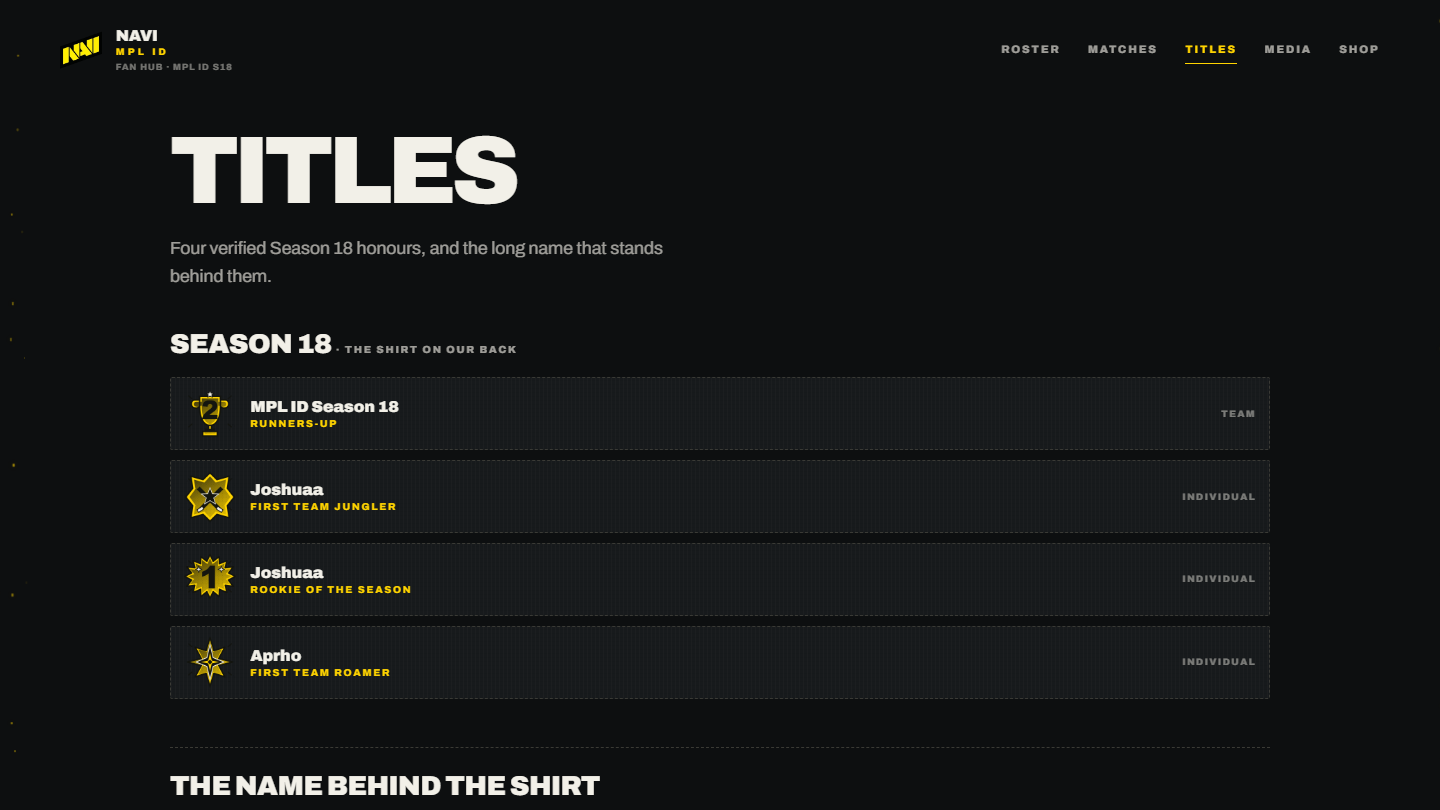 NAVI
NAVI
MPL ID
FAN HUB · MPL ID S18
ROSTER MATCHES TITLES MEDIA SHOP
TITLES
Four verified Season 18 honours, and the long name that stands
behind them.
SEASON 18 · THE SHIRT ON OUR BACK
2
MPL ID Season 18
RUNNERS-UP
TEAM
Joshuaa
FIRST TEAM JUNGLER
INDIVIDUAL
1
Joshuaa
ROOKIE OF THE SEASON
INDIVIDUAL
Aprho
FIRST TEAM ROAMER
INDIVIDUAL
THE NAME BEHIND THE SHIRT